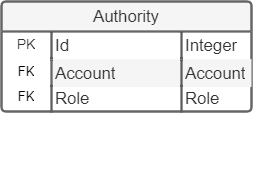 Authority
PK Id Integer
FK Account Account
FK Role Role